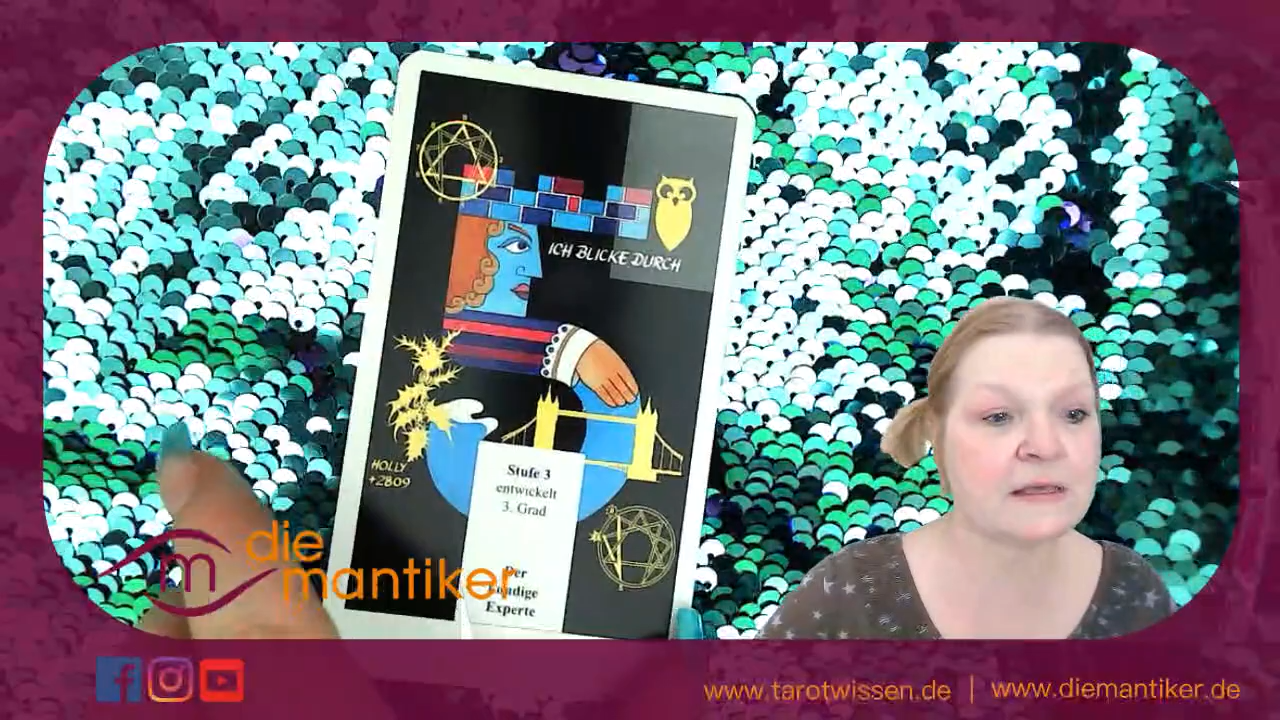 ICH BLICKE DURCH
HOLLY
+2809
Stufe 3
entwickelt
3. Grad
Der
Experte
m
die
mantiker
www.tarotwissen.de | www.diemantiker.de